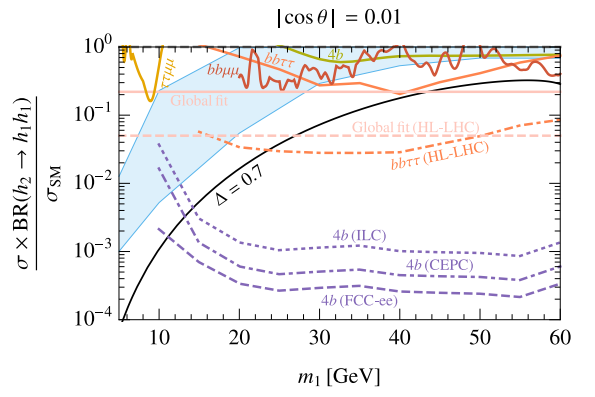 |cos θ| = 0.01
σ × BR(h₂ → h₁h₁)
σ_SM
10⁰
10⁻¹
10⁻²
10⁻³
10⁻⁴
ττμμ
bbμμ
bbττ
4b
Global fit
Global fit (HL-LHC)
bbττ (HL-LHC)
Δ = 0.7
4b (ILC)
4b (CEPC)
4b (FCC-ee)
10
20
30
40
50
60
m₁ [GeV]